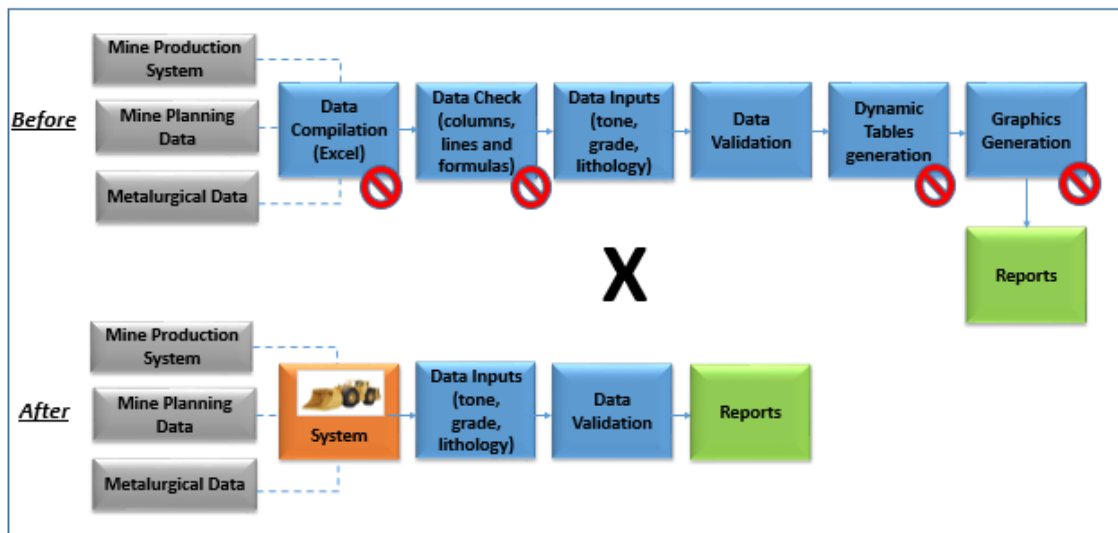 Before
Mine Production
System
Mine Planning
Data
Metalurgical Data
Data
Compilation
(Excel)
Data Check
(columns,
lines and
formulas)
Data Inputs
(tone,
grade,
lithology)
Data
Validation
Dynamic
Tables
generation
Graphics
Generation
Reports
X
After
Mine Production
System
Mine Planning
Data
Metalurgical Data
System
Data Inputs
(tone,
grade,
lithology)
Data
Validation
Reports